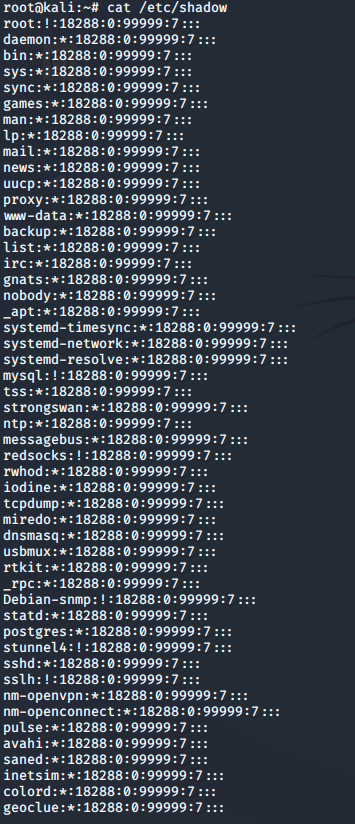 root@kali:~# cat /etc/shadow
root:!:18288:0:99999:7:::
daemon:*:18288:0:99999:7:::
bin:*:18288:0:99999:7:::
sys:*:18288:0:99999:7:::
sync:*:18288:0:99999:7:::
games:*:18288:0:99999:7:::
man:*:18288:0:99999:7:::
lp:*:18288:0:99999:7:::
mail:*:18288:0:99999:7:::
news:*:18288:0:99999:7:::
uucp:*:18288:0:99999:7:::
proxy:*:18288:0:99999:7:::
www-data:*:18288:0:99999:7:::
backup:*:18288:0:99999:7:::
list:*:18288:0:99999:7:::
irc:*:18288:0:99999:7:::
gnats:*:18288:0:99999:7:::
nobody:*:18288:0:99999:7:::
_apt:*:18288:0:99999:7:::
systemd-timesync:*:18288:0:99999:7:::
systemd-network:*:18288:0:99999:7:::
systemd-resolve:*:18288:0:99999:7:::
mysql:!:18288:0:99999:7:::
tss:*:18288:0:99999:7:::
strongswan:*:18288:0:99999:7:::
ntp:*:18288:0:99999:7:::
messagebus:*:18288:0:99999:7:::
redsocks:!:18288:0:99999:7:::
rwhod:*:18288:0:99999:7:::
iodine:*:18288:0:99999:7:::
tcpdump:*:18288:0:99999:7:::
miredo:*:18288:0:99999:7:::
dnsmasq:*:18288:0:99999:7:::
usbmux:*:18288:0:99999:7:::
rtkit:*:18288:0:99999:7:::
_rpc:*:18288:0:99999:7:::
Debian-snmp:!:18288:0:99999:7:::
statd:*:18288:0:99999:7:::
postgres:*:18288:0:99999:7:::
stunnel4:!:18288:0:99999:7:::
sshd:*:18288:0:99999:7:::
sslh:!:18288:0:99999:7:::
nm-openvpn:*:18288:0:99999:7:::
nm-openconnect:*:18288:0:99999:7:::
pulse:*:18288:0:99999:7:::
avahi:*:18288:0:99999:7:::
saned:*:18288:0:99999:7:::
inetsim:*:18288:0:99999:7:::
colord:*:18288:0:99999:7:::
geoclue:*:18288:0:99999:7:::